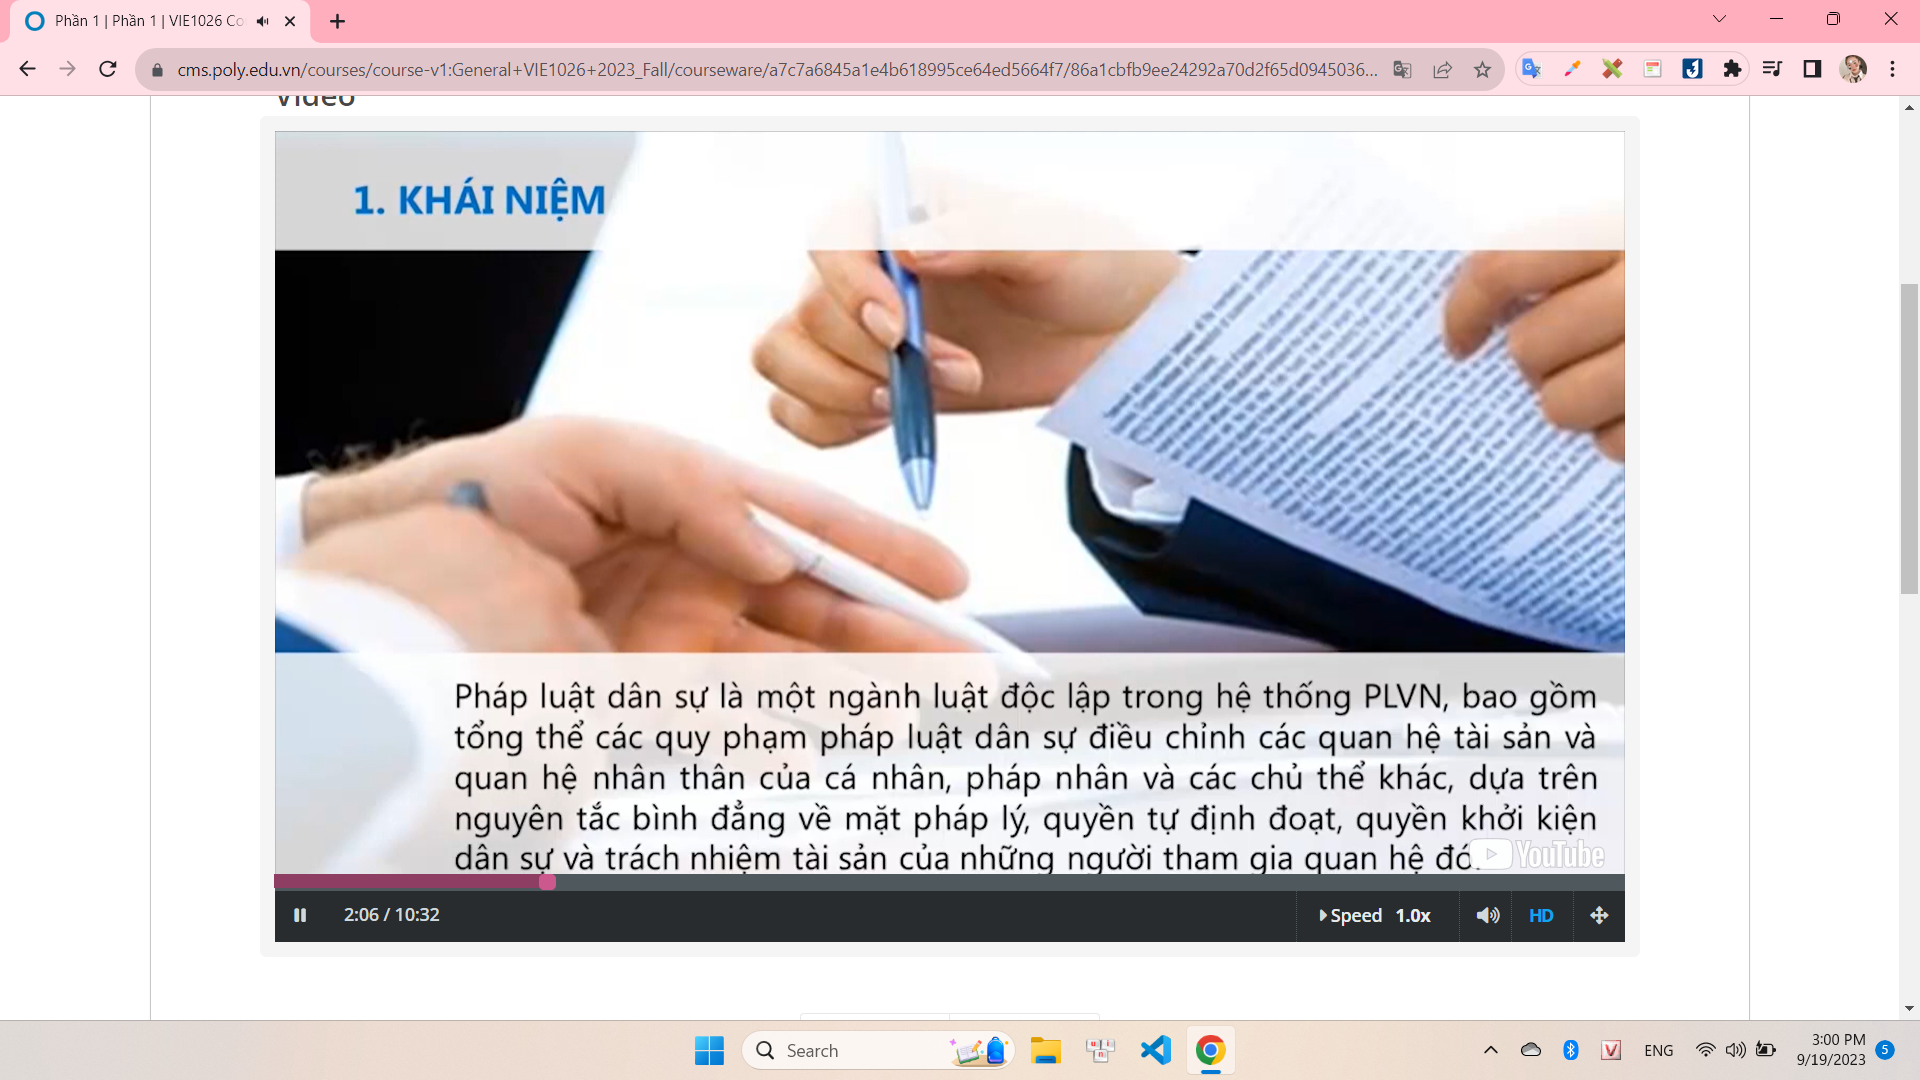 Phần 1 | Phần 1 | VIE1026 Co
cms.poly.edu.vn/courses/course-v1:General+VIE1026+2023_Fall/courseware/a7c7a6845a1e4b618995ce64ed5664f7/86a1cbfb9ee24292a70d2f65d0945036...
Video
1. KHÁI NIỆM
Pháp luật dân sự là một ngành luật độc lập trong hệ thống PLVN, bao gồm
tổng thể các quy phạm pháp luật dân sự điều chỉnh các quan hệ tài sản và
quan hệ nhân thân của cá nhân, pháp nhân và các chủ thể khác, dựa trên
nguyên tắc bình đẳng về mặt pháp lý, quyền tự định đoạt, quyền khởi kiện
dân sự và trách nhiệm tài sản của những người tham gia quan hệ đó.
YouTube
2:06 / 10:32
Speed 1.0x
HD
Search
ENG
3:00 PM
9/19/2023
5